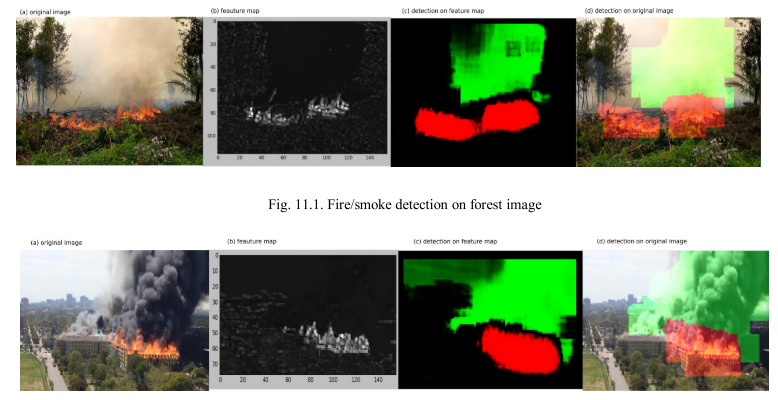 (a) original image (b) feauture map (c) detection on feature map (d) detection on original image
0
20
40
60
80
100
0 20 40 60 80 100 120 140
Fig. 11.1. Fire/smoke detection on forest image
(a) original image (b) feauture map (c) detection on feature map (d) detection on original image
0
10
20
30
40
50
60
70
0 20 40 60 80 100 120 140